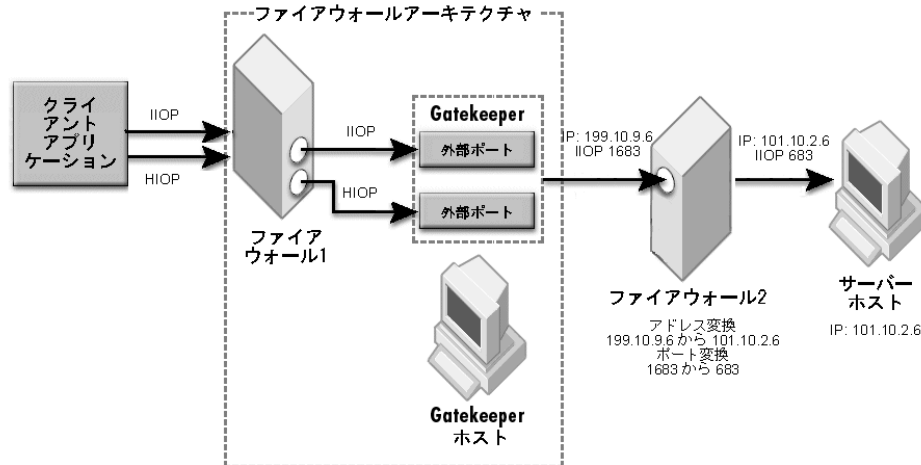 ファイアウォールアーキテクチャ
クライ
アント
アプリ
ケーション
IIOP
HIOP
ファイア
ウォール1
IIOP
HIOP
Gatekeeper
外部ポート
外部ポート
Gatekeeper
ホスト
IP: 199.10.9.6
IIOP 1683
ファイアウォール2
アドレス変換
199.10.9.6 から 101.10.2.6
ポート変換
1683 から 683
IP: 101.10.2.6
IIOP 683
サーバー
ホスト
IP: 101.10.2.6